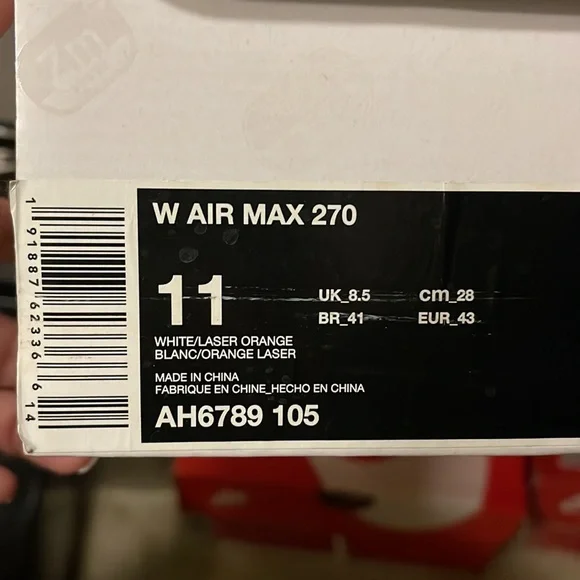 Zm
W AIR MAX 270
11
UK_8.5 cm_28
BR_41 EUR_43
WHITE/LASER ORANGE
BLANC/ORANGE LASER
MADE IN CHINA
FABRIQUE EN CHINE_HECHO EN CHINA
AH6789 105
1 91887 62336 6 14